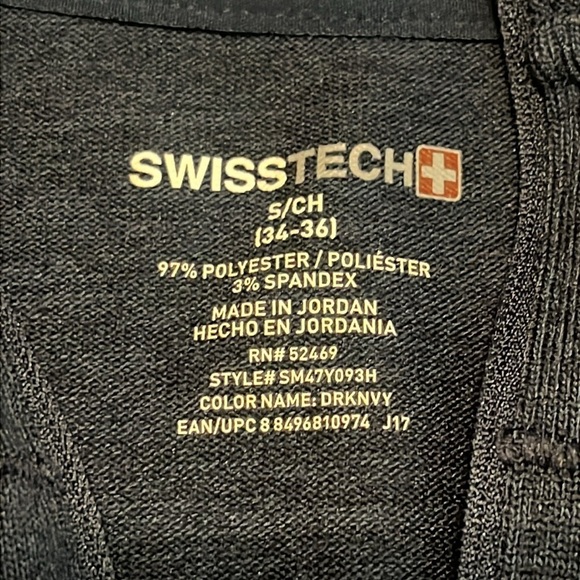 SWISSTECH
S/CH
(34-36)
97% POLYESTER / POLIÉSTER
3% SPANDEX
MADE IN JORDAN
HECHO EN JORDANIA
RN# 52469
STYLE# SM47Y093H
COLOR NAME: DRKNVY
EAN/UPC 8 8496810974 J17